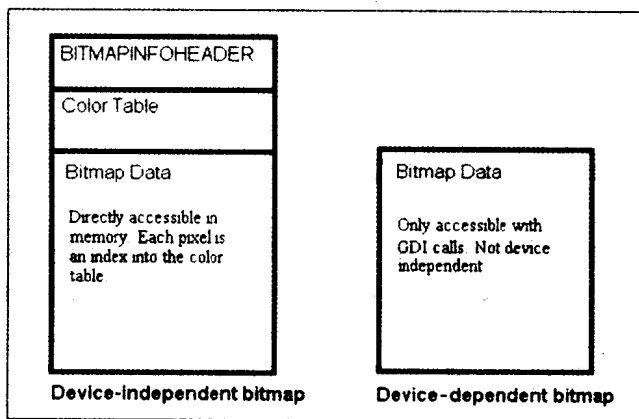 BITMAPINFOHEADER
Color Table
Bitmap Data
Directly accessible in
memory. Each pixel is
an index into the color
table.
Device-independent bitmap
Bitmap Data
Only accessible with
GDI calls. Not device
independent
Device-dependent bitmap